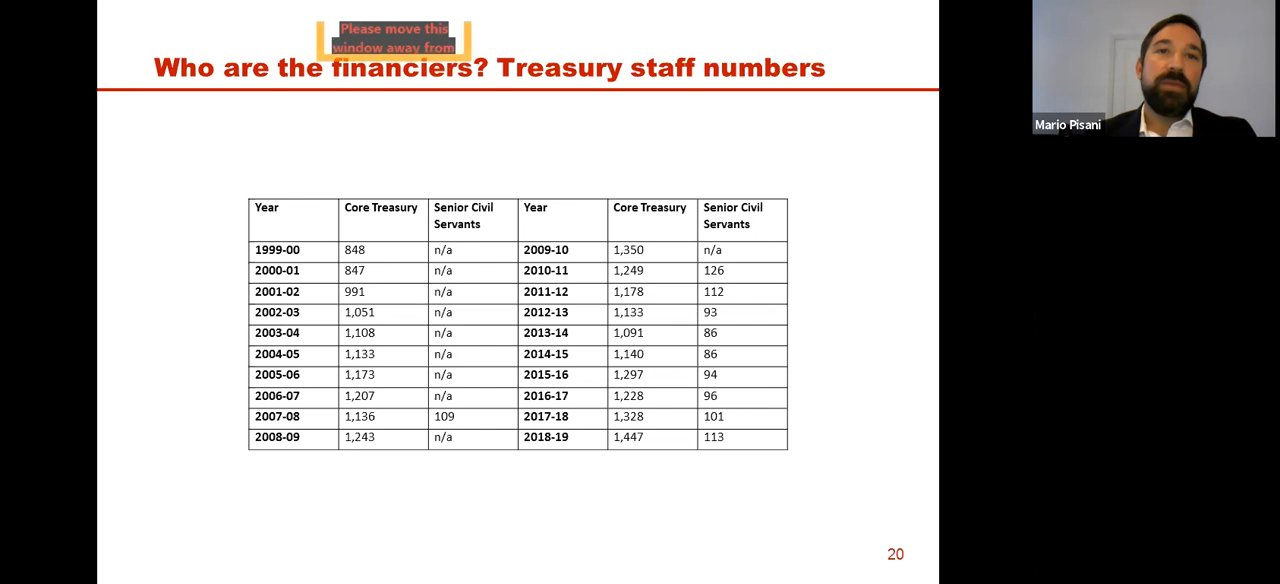 Please move this
window away from
Who are the financiers? Treasury staff numbers
Mario Pisani
Year Core Treasury Senior Civil Servants Year Core Treasury Senior Civil Servants
1999-00 848 n/a 2009-10 1,350 n/a
2000-01 847 n/a 2010-11 1,249 126
2001-02 991 n/a 2011-12 1,178 112
2002-03 1,051 n/a 2012-13 1,133 93
2003-04 1,108 n/a 2013-14 1,091 86
2004-05 1,133 n/a 2014-15 1,140 86
2005-06 1,173 n/a 2015-16 1,297 94
2006-07 1,207 n/a 2016-17 1,228 96
2007-08 1,136 109 2017-18 1,328 101
2008-09 1,243 n/a 2018-19 1,447 113
20